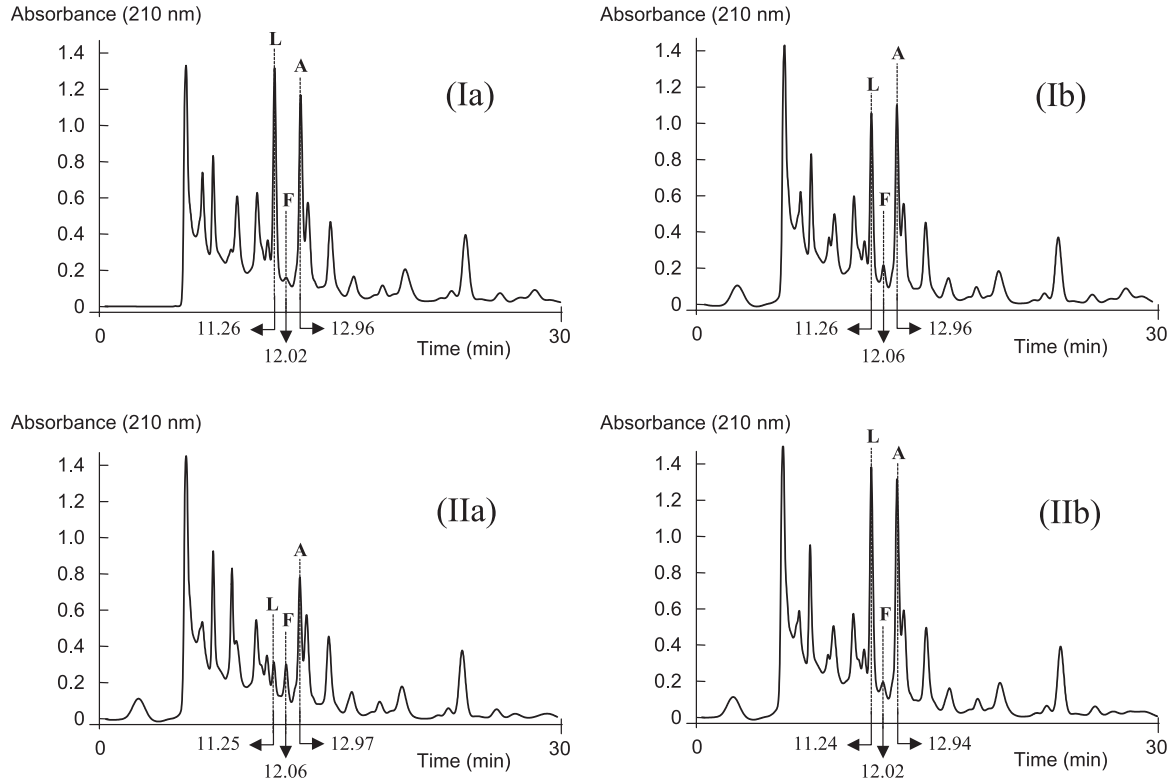 Absorbance (210 nm)
1.4
1.2
1.0
0.8
0.6
0.4
0.2
0
L
A
F
(Ia)
0
11.26
12.02
12.96
Time (min)
30
Absorbance (210 nm)
1.4
1.2
1.0
0.8
0.6
0.4
0.2
0
L
A
F
(Ib)
0
11.26
12.06
12.96
Time (min)
30
Absorbance (210 nm)
1.4
1.2
1.0
0.8
0.6
0.4
0.2
0
L
F
A
(IIa)
0
11.25
12.06
12.97
Time (min)
30
Absorbance (210 nm)
1.4
1.2
1.0
0.8
0.6
0.4
0.2
0
L
A
F
(IIb)
0
11.24
12.02
12.94
Time (min)
30